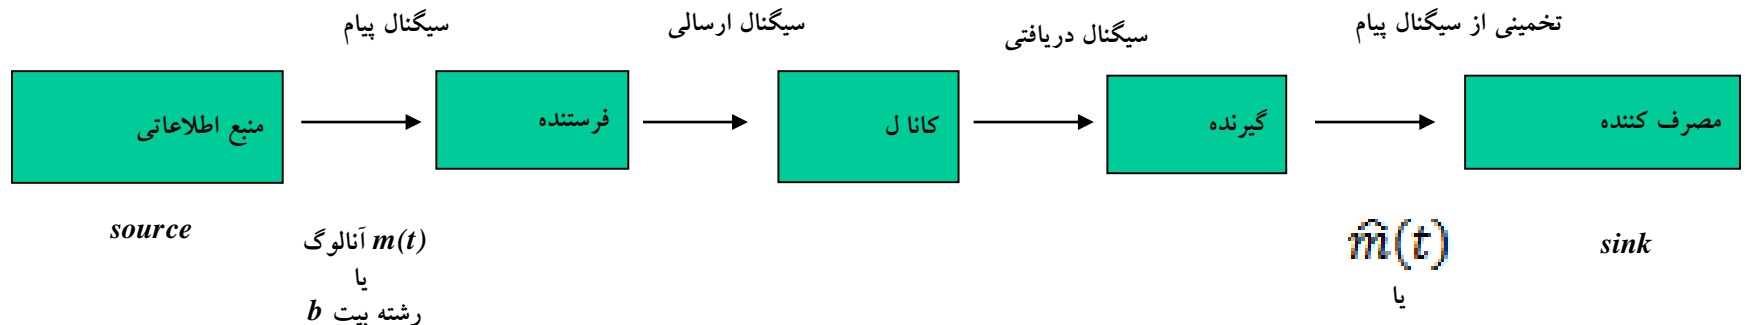 سیگنال پیام
سیگنال ارسالی
سیگنال دریافتی
تخمینی از سیگنال پیام
منبع اطلاعاتی
فرستنده
کانا ل
گیرنده
مصرف کننده
source
m(t) آنالوگ
یا
رشته بیت b
m̂(t)
یا
sink